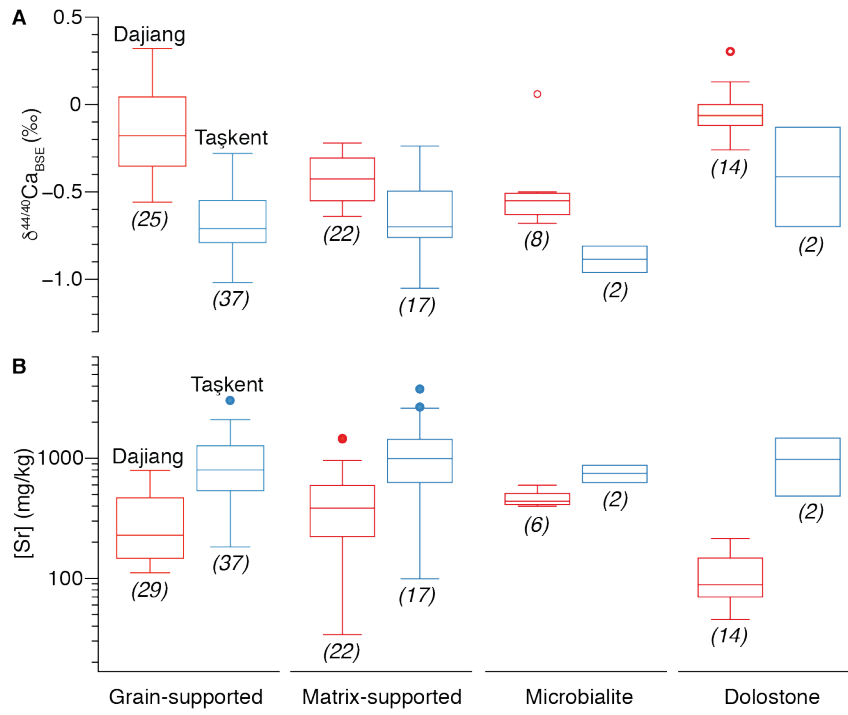 A
0.5
0
−0.5
−1.0
δ44/40CaBSE (‰)
Dajiang
Taşkent
(25)
(37)
(22)
(17)
(8)
(2)
(14)
(2)
B
1000
100
[Sr] (mg/kg)
Dajiang
Taşkent
(29)
(37)
(22)
(17)
(6)
(2)
(14)
(2)
Grain-supported
Matrix-supported
Microbialite
Dolostone